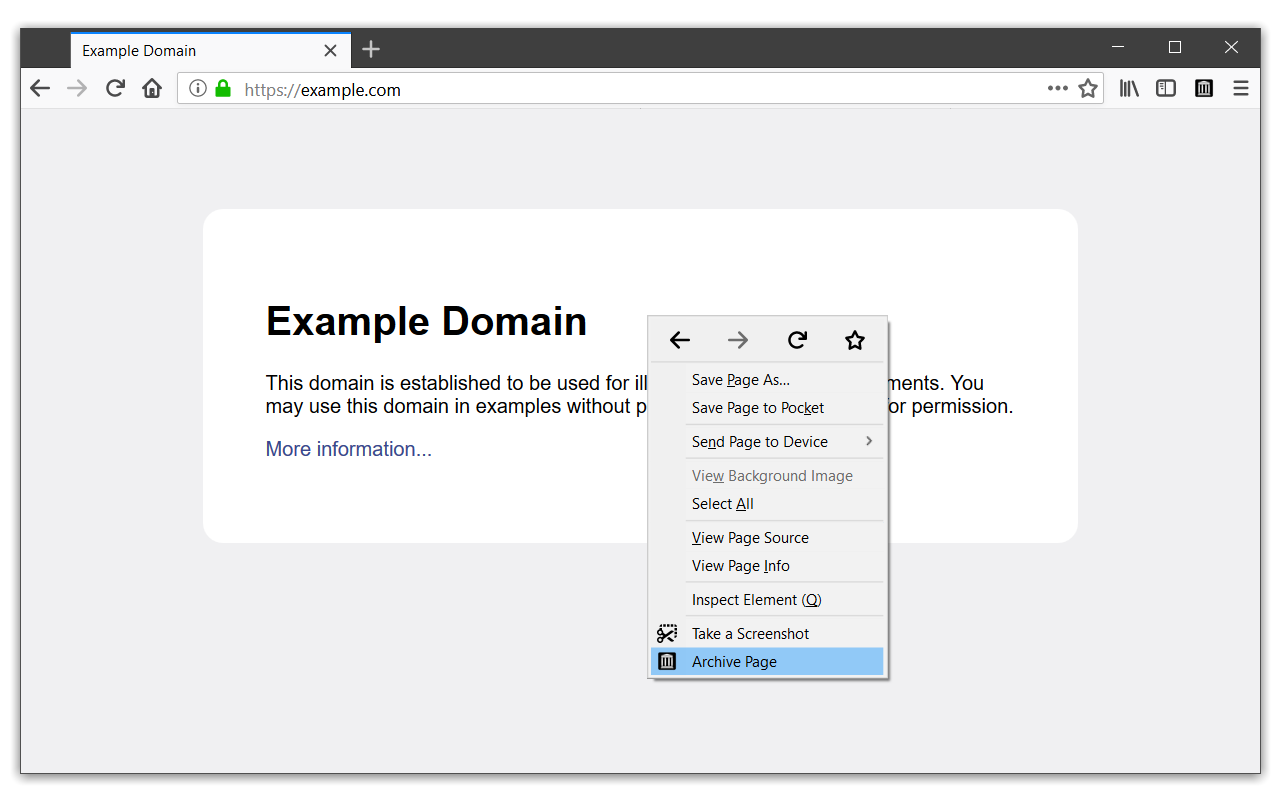 Example Domain
https://example.com
Example Domain
This domain is established to be used for ill ments. You
may use this domain in examples without p or permission.
More information...
Save Page As...
Save Page to Pocket
Send Page to Device
View Background Image
Select All
View Page Source
View Page Info
Inspect Element (Q)
Take a Screenshot
Archive Page